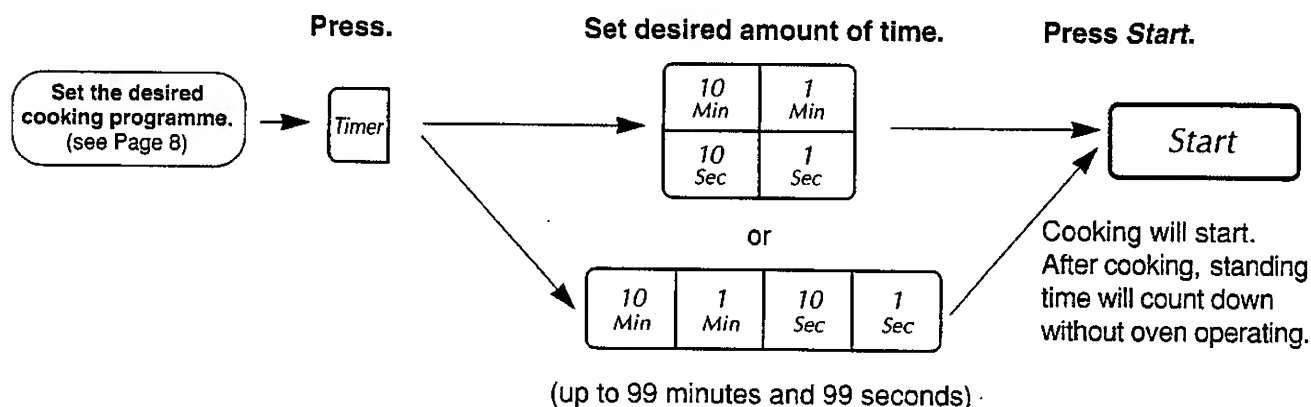 Press.
Set desired amount of time.
Press Start.
Set the desired
cooking programme.
(see Page 8)
Timer
10
Min
1
Min
10
Sec
1
Sec
Start
or
10
Min
1
Min
10
Sec
1
Sec
Cooking will start.
After cooking, standing
time will count down
without oven operating.
(up to 99 minutes and 99 seconds)